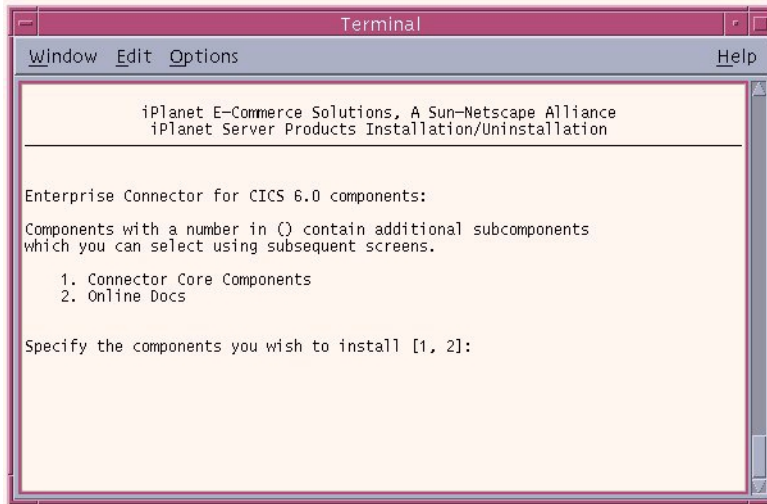 Terminal
Window Edit Options Help
iPlanet E-Commerce Solutions, A Sun-Netscape Alliance
iPlanet Server Products Installation/Uninstallation
Enterprise Connector for CICS 6.0 components:
Components with a number in () contain additional subcomponents
which you can select using subsequent screens.
1. Connector Core Components
2. Online Docs
Specify the components you wish to install [1, 2]: